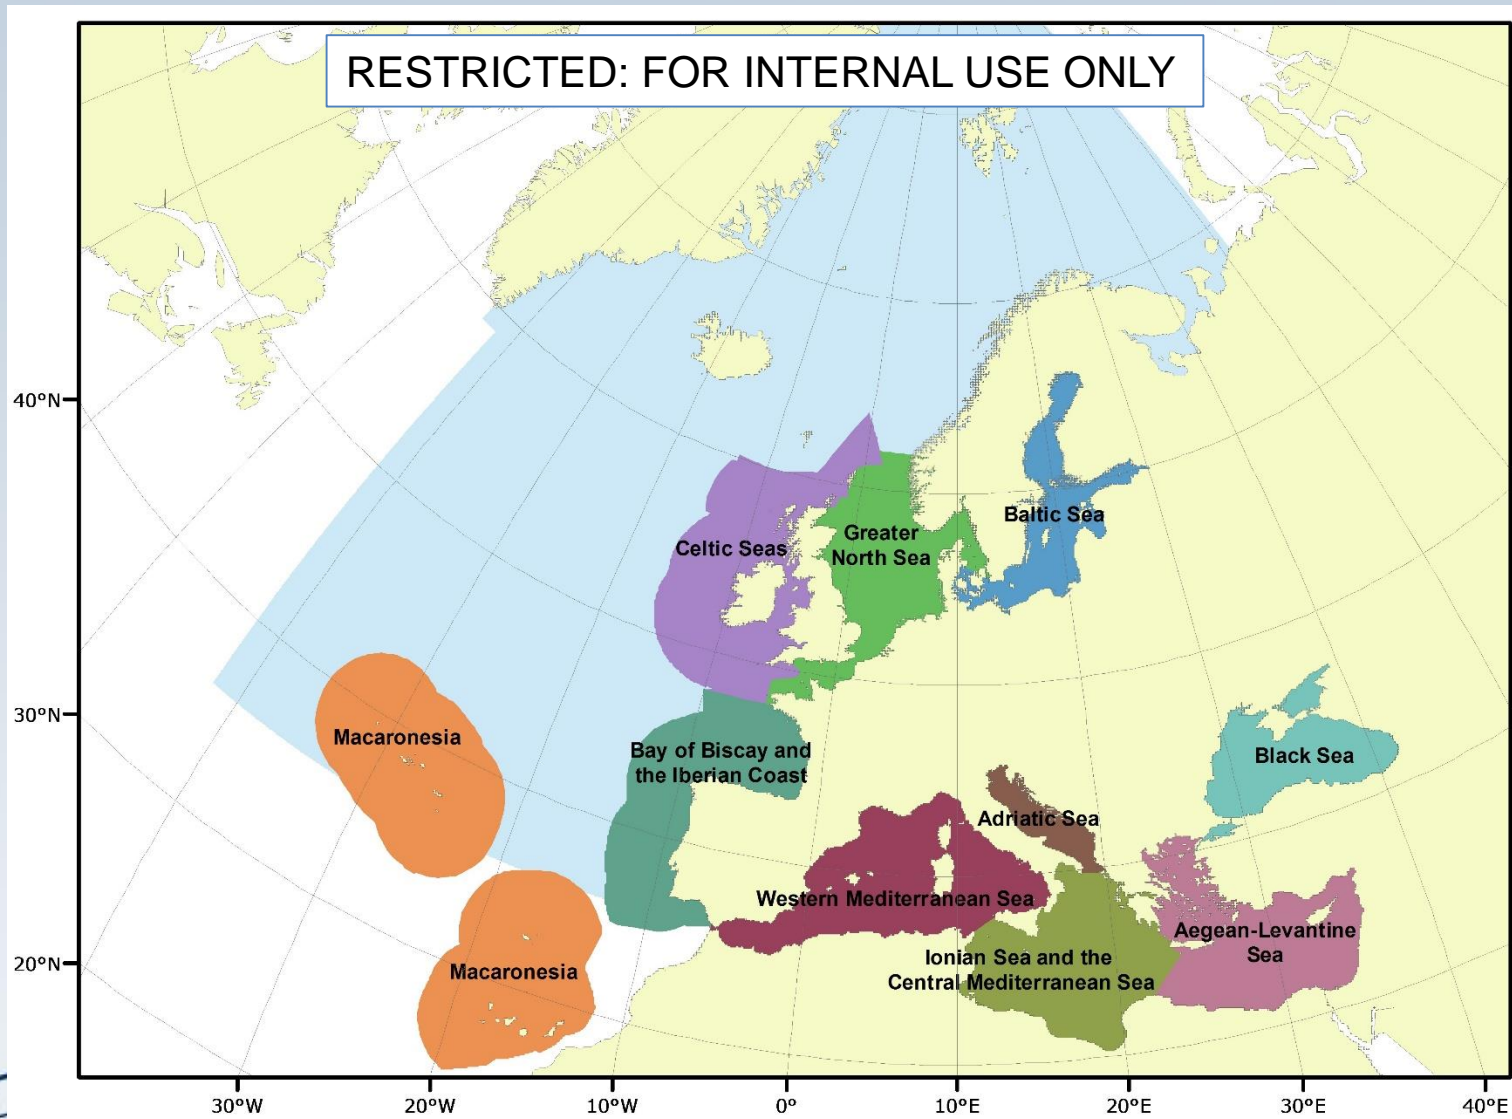 RESTRICTED: FOR INTERNAL USE ONLY
40°N
30°N
20°N
Celtic Seas
Greater
North Sea
Baltic Sea
Macaronesia
Bay of Biscay and
the Iberian Coast
Black Sea
Adriatic Sea
Western Mediterranean Sea
Aegean-Levantine
Sea
Ionian Sea and the
Central Mediterranean Sea
Macaronesia
30°W
20°W
10°W
0°
10°E
20°E
30°E
40°E